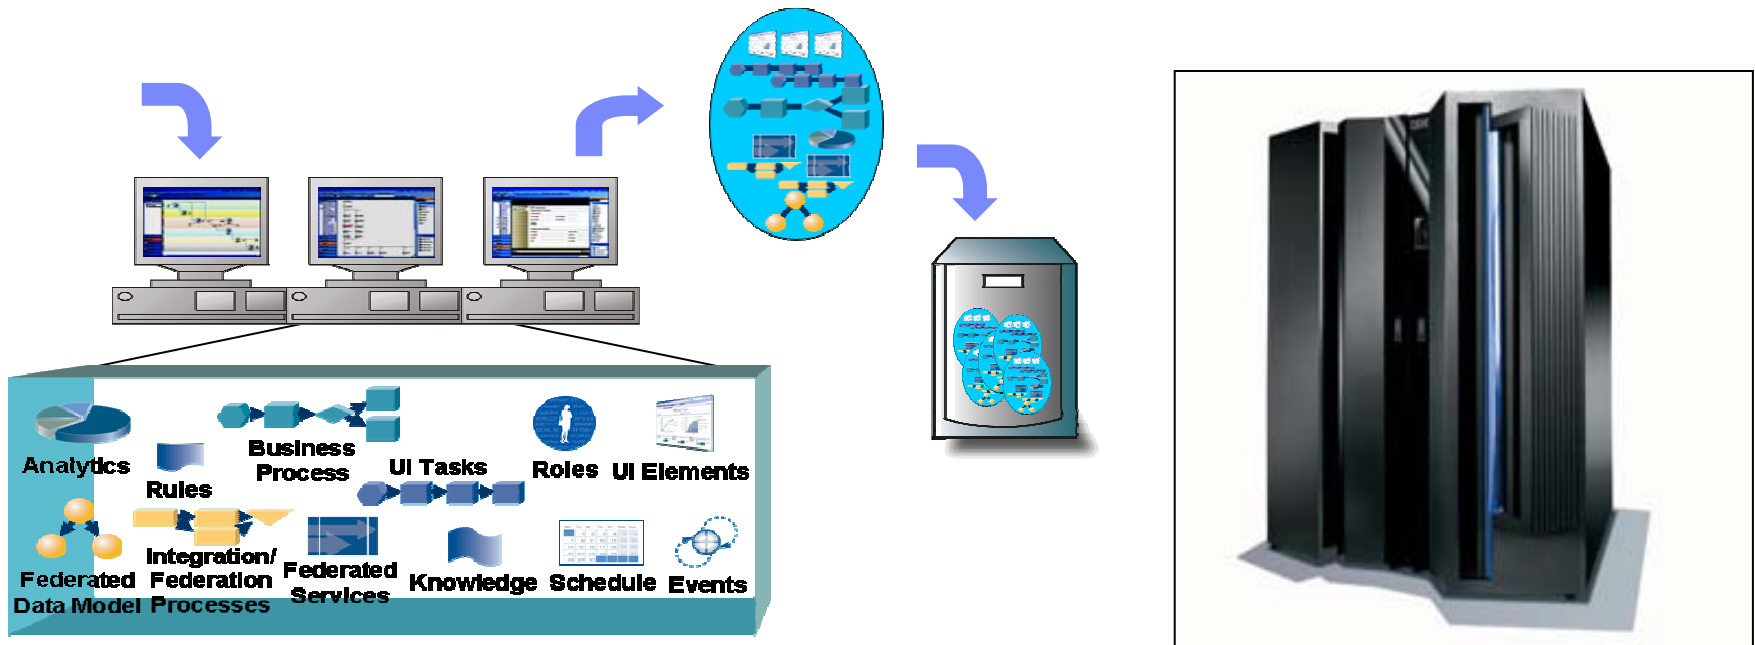 Analytics
Rules
Business
Process
UI Tasks
Roles
UI Elements
Federated
Data Model
Integration/
Federation
Processes
Federated
Services
Knowledge
Schedule
Events